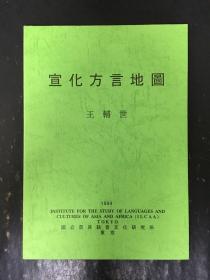 宣化方言地圖
王輔世
1994
INSTITUTE FOR THE STUDY OF LANGUAGES AND
CULTURES OF ASIA AND AFRICA (ILCAA)
TOKYO
國立亞非語言文化研究所
東京